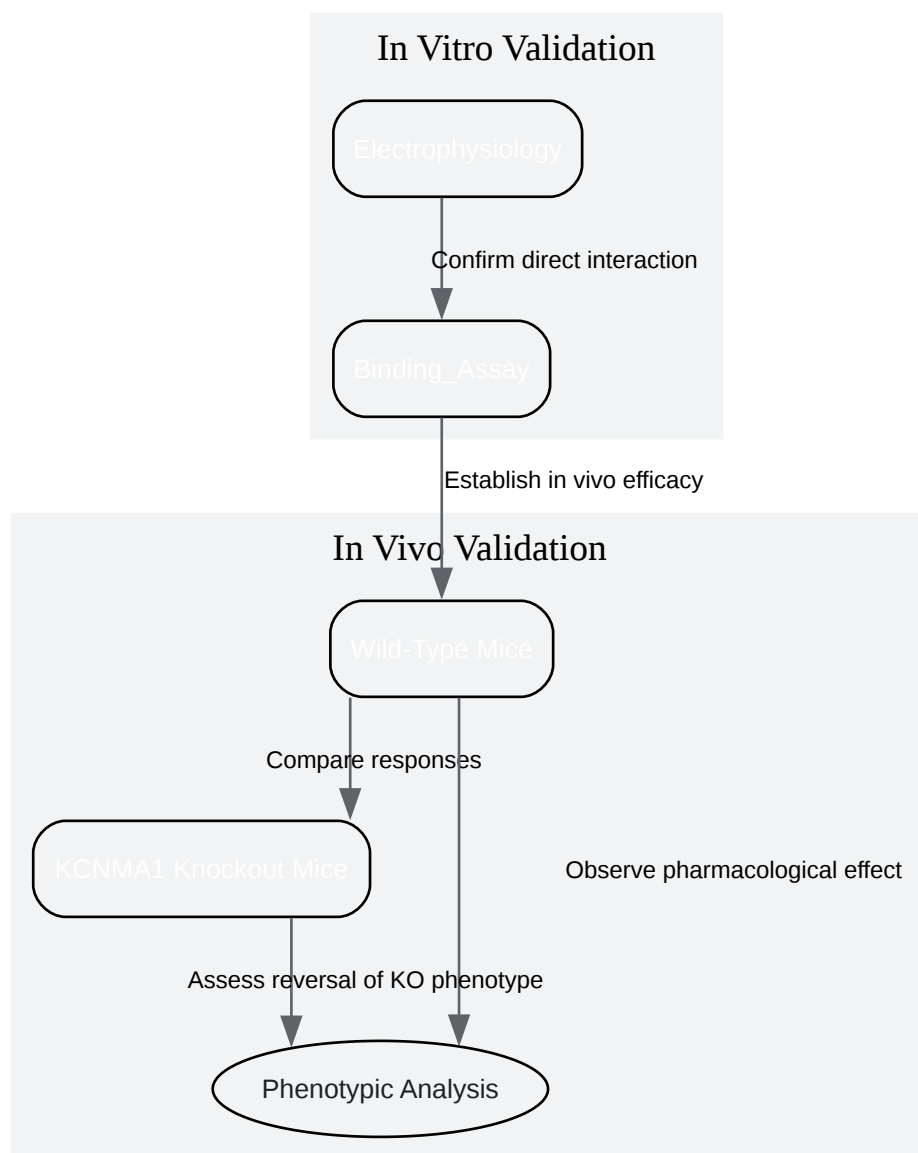 In Vitro Validation
Electrophysiology
Confirm direct interaction
Binding_Assay
Establish in vivo efficacy
In Vivo Validation
Wild-Type Mice
Compare responses
KCNMA1 Knockout Mice
Observe pharmacological effect
Assess reversal of KO phenotype
Phenotypic Analysis